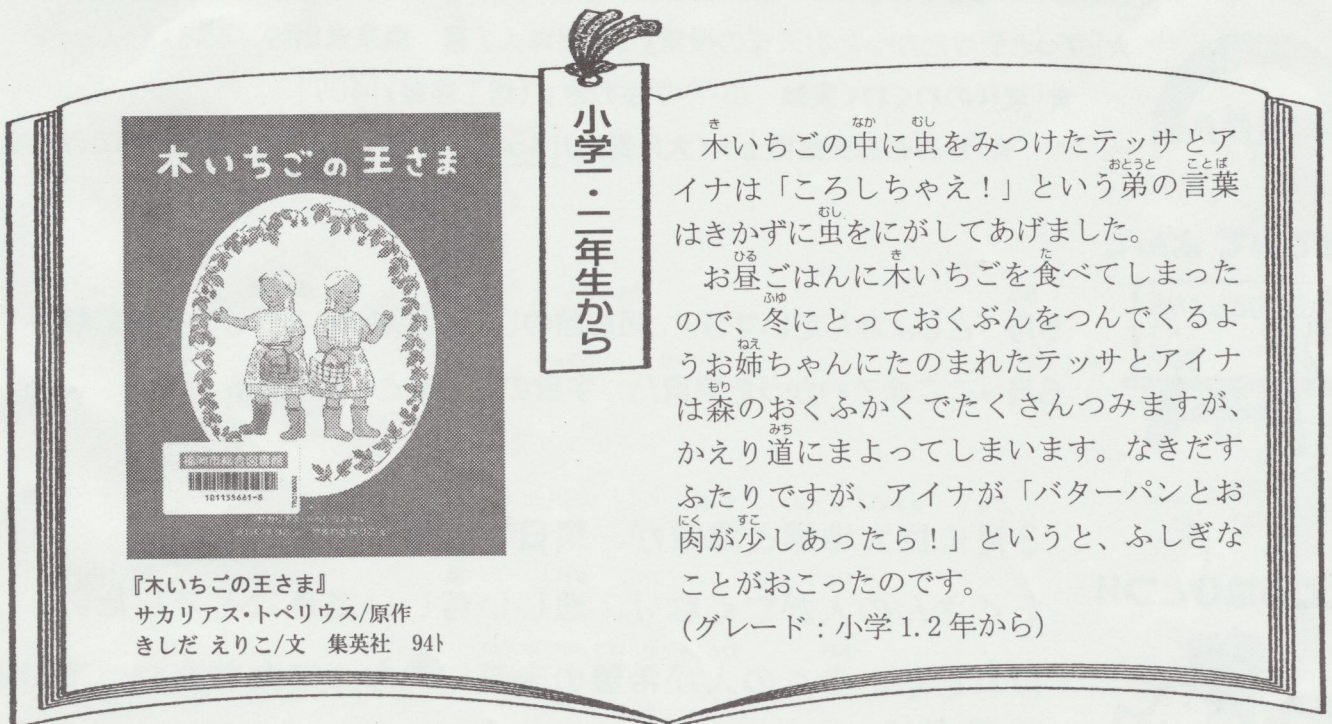 木いちごの王さま
101155661-6
『木いちごの王さま』
サカリアス・トペリウス/原作
きしだ えりこ/文 集英社 94ト
小学一・二年生から
木いちごの中に虫をみつけたテッサとア
イナは「ころしちゃえ!」という弟の言葉
はきかずに虫をにがしてあげました。
お昼ごはんに木いちごを食べてしまった
ので、冬にとっておくぶんをつんでくるよ
うお姉ちゃんにたのまれたテッサとアイナ
は森のおくふかくでたくさんつみますが、
かえり道にまよってしまいます。なきだす
ふたりですが、アイナが「バターパンとお
肉が少しあったら!」というと、ふしぎな
ことがおこったのです。
(グレード:小学1.2年から)